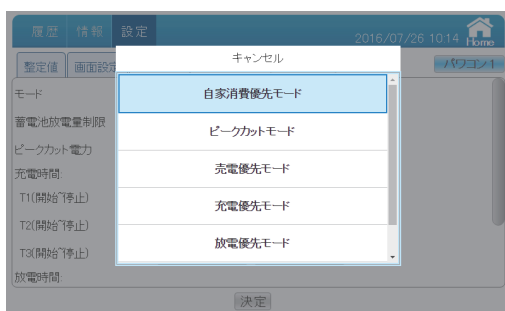 履歴 情報 設定
2016/07/26 10:14 Home
整定値 画面設定
パワコン1
キャンセル
モード
自家消費優先モード
蓄電池放電量制限
ピークカットモード
ピークカット電力
売電優先モード
充電時間:
T1(開始~停止)
充電優先モード
T2(開始~停止)
放電優先モード
T3(開始~停止)
放電時間:
決定